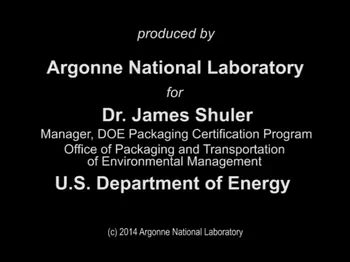 produced by
Argonne National Laboratory
for
Dr. James Shuler
Manager, DOE Packaging Certification Program
Office of Packaging and Transportation
of Environmental Management
U.S. Department of Energy
(c) 2014 Argonne National Laboratory